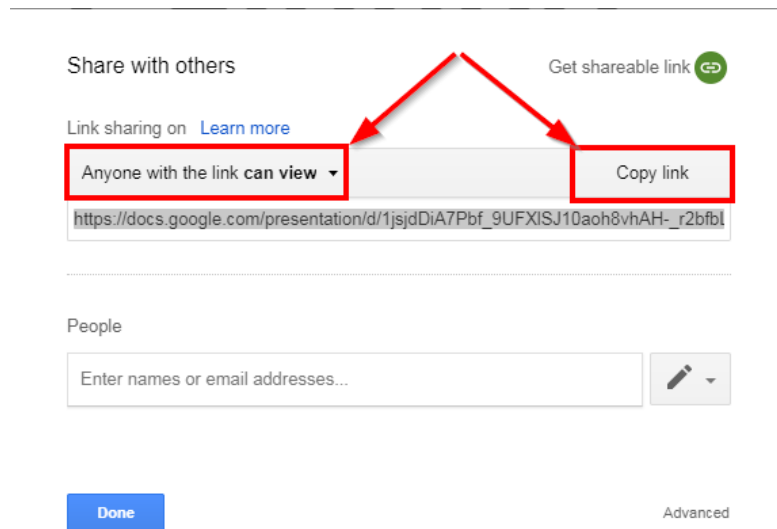 Share with others
Get shareable link
Link sharing on Learn more
Anyone with the link can view
Copy link
https://docs.google.com/presentation/d/1jsjdDiA7Pbf_9UFXlSJ10aoh8vhAH-_r2bfbL
People
Enter names or email addresses...
Done
Advanced